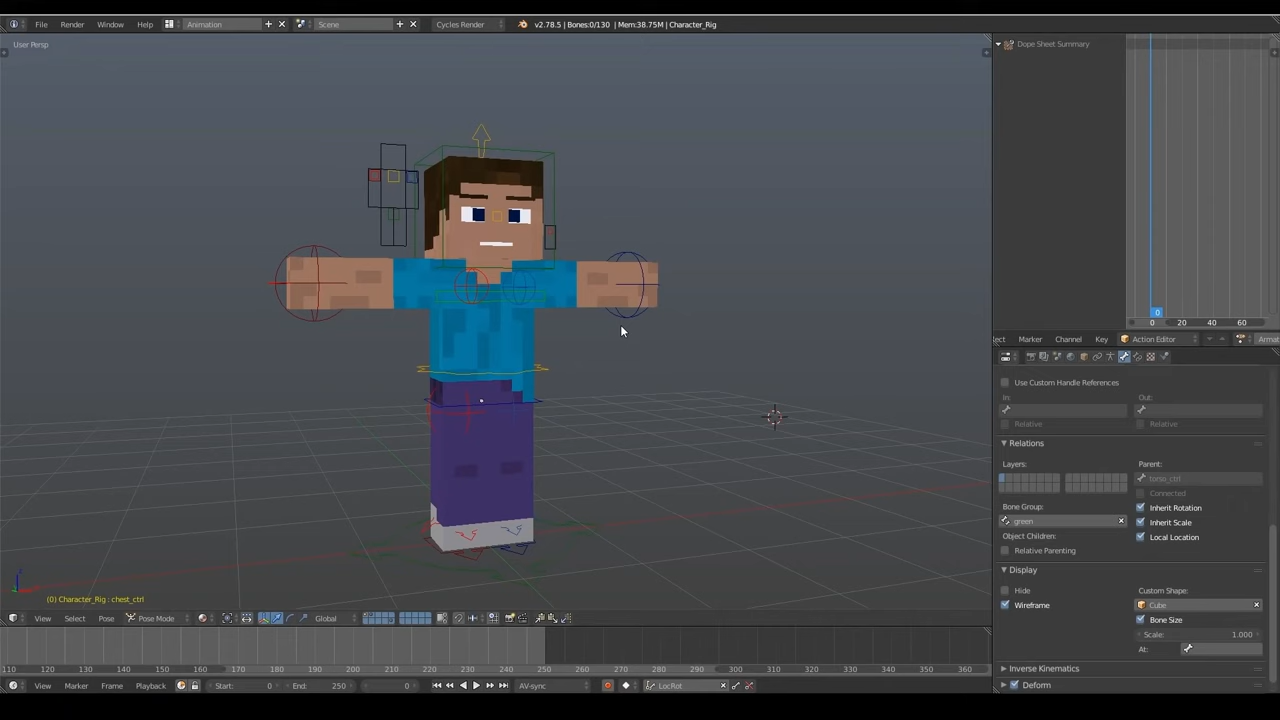 File Render Window Help Animation Scene Cycles Render v2.78.5 | Bones:0/130 | Mem:38.75M | Character_Rig
User Persp
Dope Sheet Summary
0
0 20 40 60
ect Marker Channel Key Action Editor Armat
Use Custom Handle References
In: Out:
Relative Relative
Relations
Layers: Parent:
torso_ctrl
Connected
Bone Group: Inherit Rotation
green Inherit Scale
Object Children: Local Location
Relative Parenting
Display
Hide Custom Shape:
Wireframe Cube
Bone Size
Scale: 1.000
At:
Inverse Kinematics
Deform
(0) Character_Rig : chest_ctrl
View Select Pose Pose Mode Global
110 120 130 140 150 160 170 180 190 200 210 220 230 240 250 260 270 280 290 300 310 320 330 340 350 360
View Marker Frame Playback Start: 0 End: 250 0 AV-sync LocRot